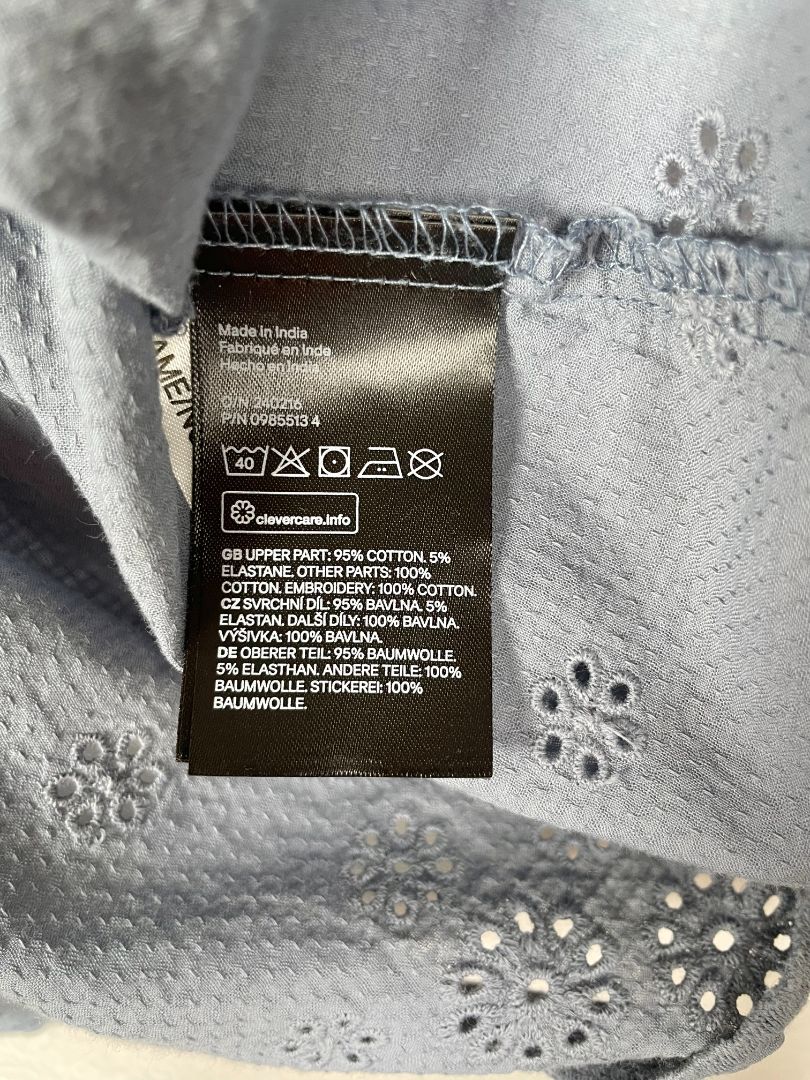 Made in India
Fabriqué en Inde
Hecho en India
O/N 240216
P/N 0985513 4
AME/N
40
clevercare.info
GB UPPER PART: 95% COTTON. 5%
ELASTANE. OTHER PARTS: 100%
COTTON. EMBROIDERY: 100% COTTON.
CZ SVRCHNÍ DÍL: 95% BAVLNA. 5%
ELASTAN. DALŠÍ DÍLY: 100% BAVLNA.
VÝŠIVKA: 100% BAVLNA.
DE OBERER TEIL: 95% BAUMWOLLE.
5% ELASTHAN. ANDERE TEILE: 100%
BAUMWOLLE. STICKEREI: 100%
BAUMWOLLE.